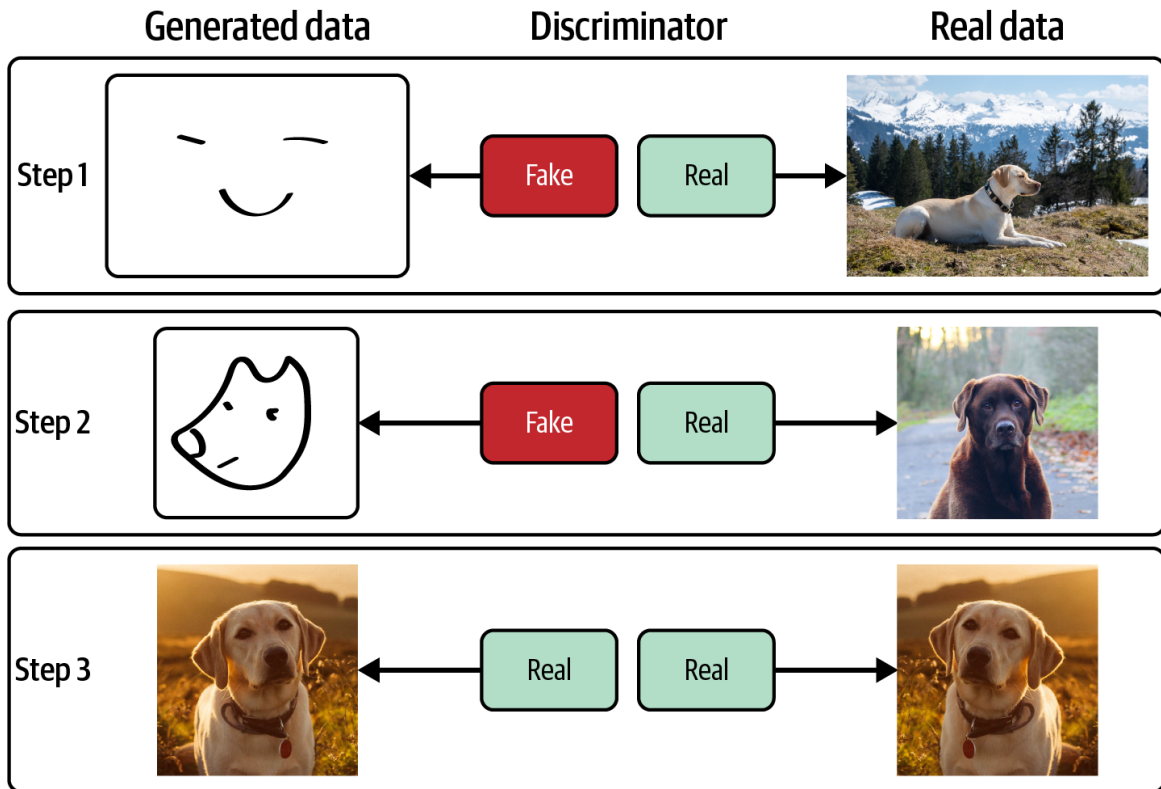 Generated data
Discriminator
Real data
Step 1
Fake
Real
Step 2
Fake
Real
Step 3
Real
Real